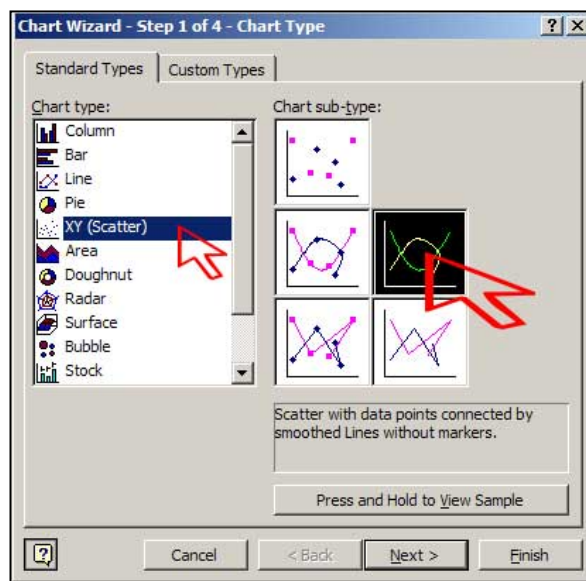 Chart Wizard - Step 1 of 4 - Chart Type
? X
Standard Types Custom Types
Chart type:
Column
Bar
Line
Pie
XY (Scatter)
Area
Doughnut
Radar
Surface
Bubble
Stock
Chart sub-type:
Scatter with data points connected by
smoothed Lines without markers.
Press and Hold to View Sample
? Cancel < Back Next > Finish